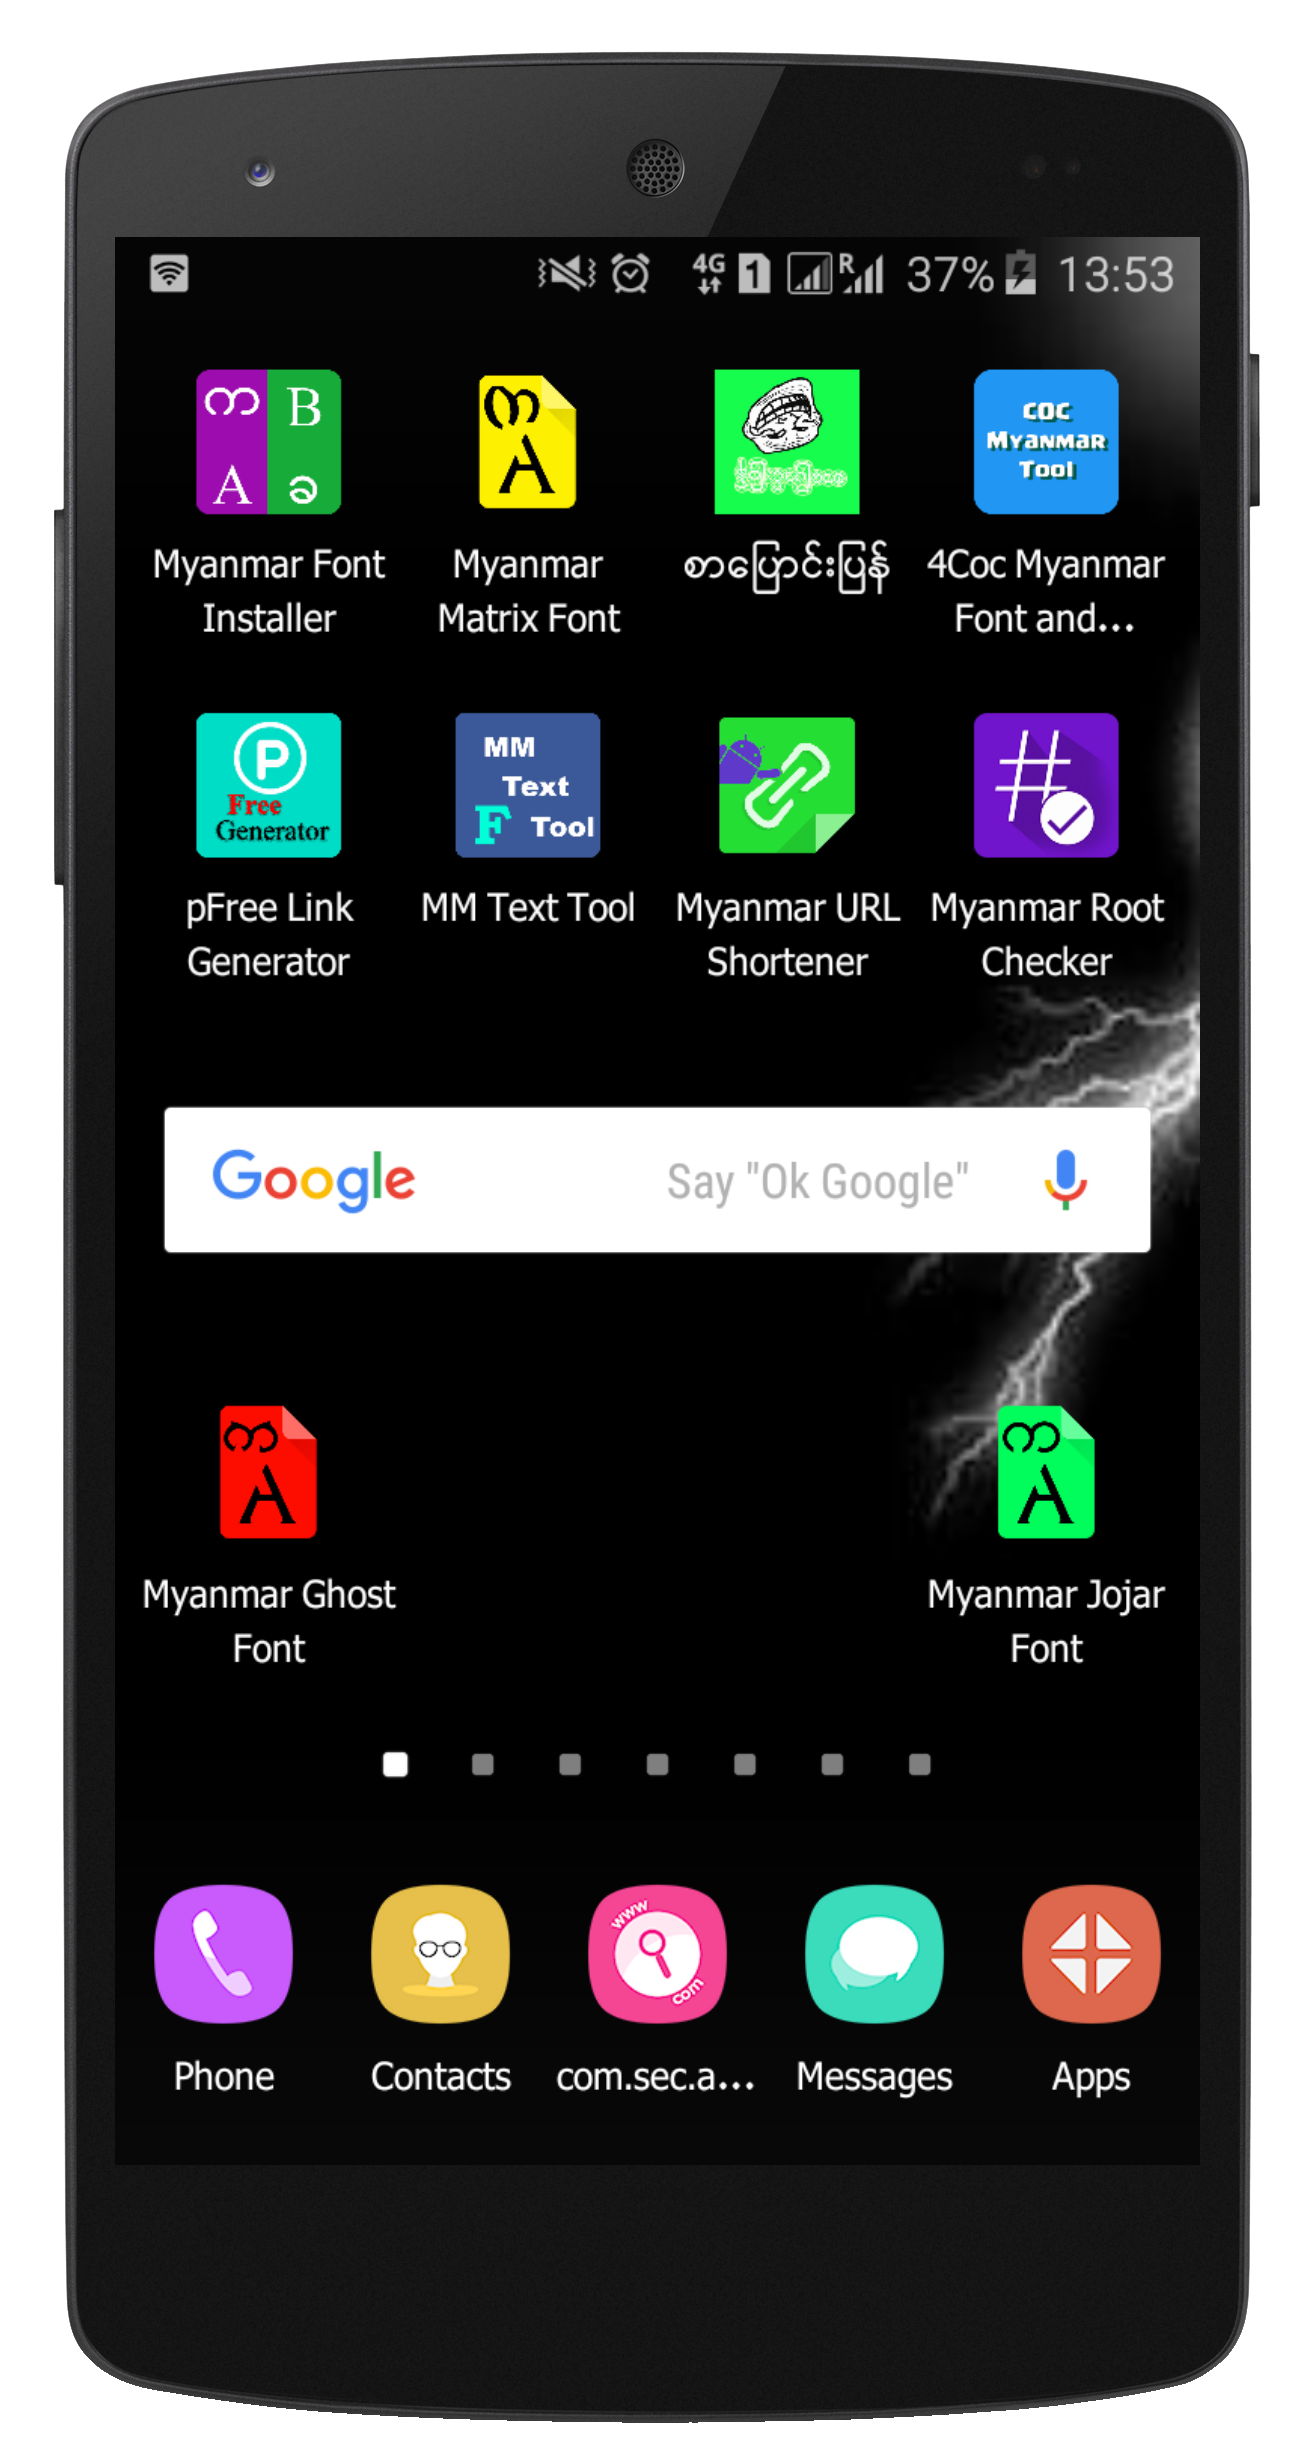 4G 1 R 37% 13:53
က B
A ခ
က
A
COC
Myanmar
Tool
Myanmar Font
Installer
Myanmar
Matrix Font
စာပြောင်းပြန်
4Coc Myanmar
Font and...
P
Free
Generator
MM
Text
F Tool
#
pFree Link
Generator
MM Text Tool
Myanmar URL
Shortener
Myanmar Root
Checker
Google Say "Ok Google"
က
A
က
A
Myanmar Ghost
Font
Myanmar Jojar
Font
www
com
Phone
Contacts
com.sec.a...
Messages
Apps